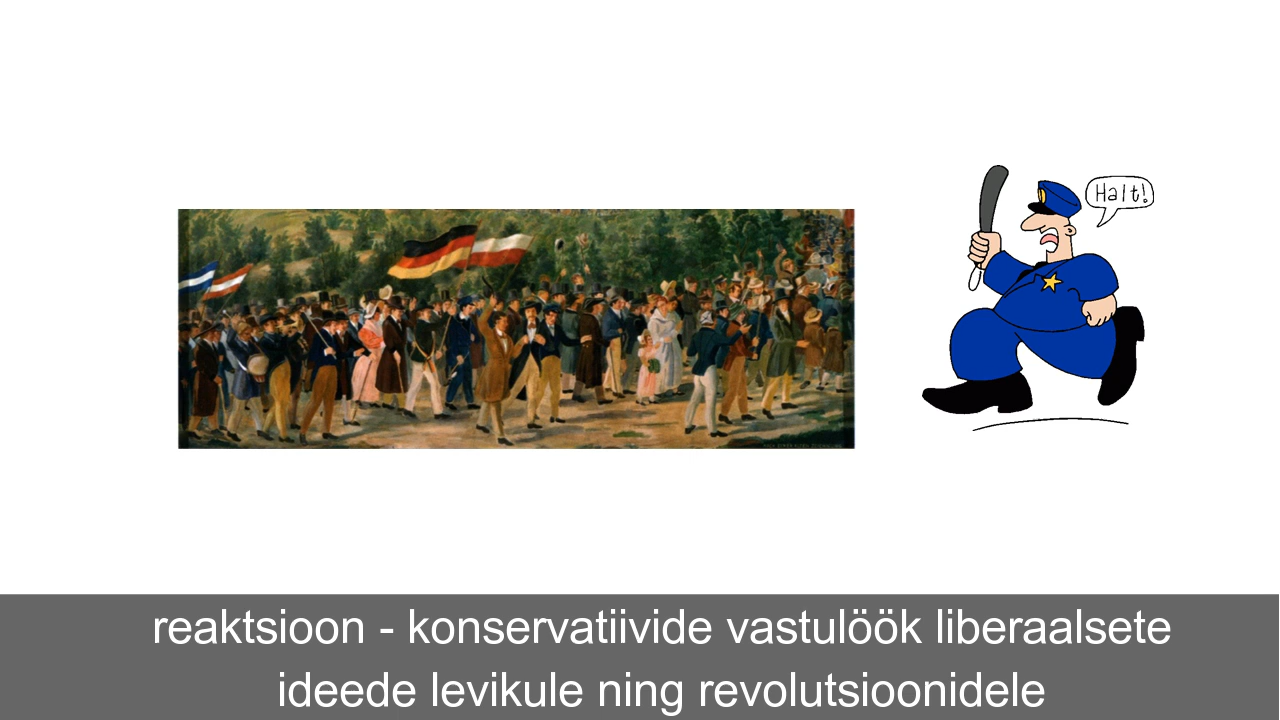 Halt!
reaktsioon - konservatiivide vastulöök liberaalsete
ideede levikule ning revolutsioonidele